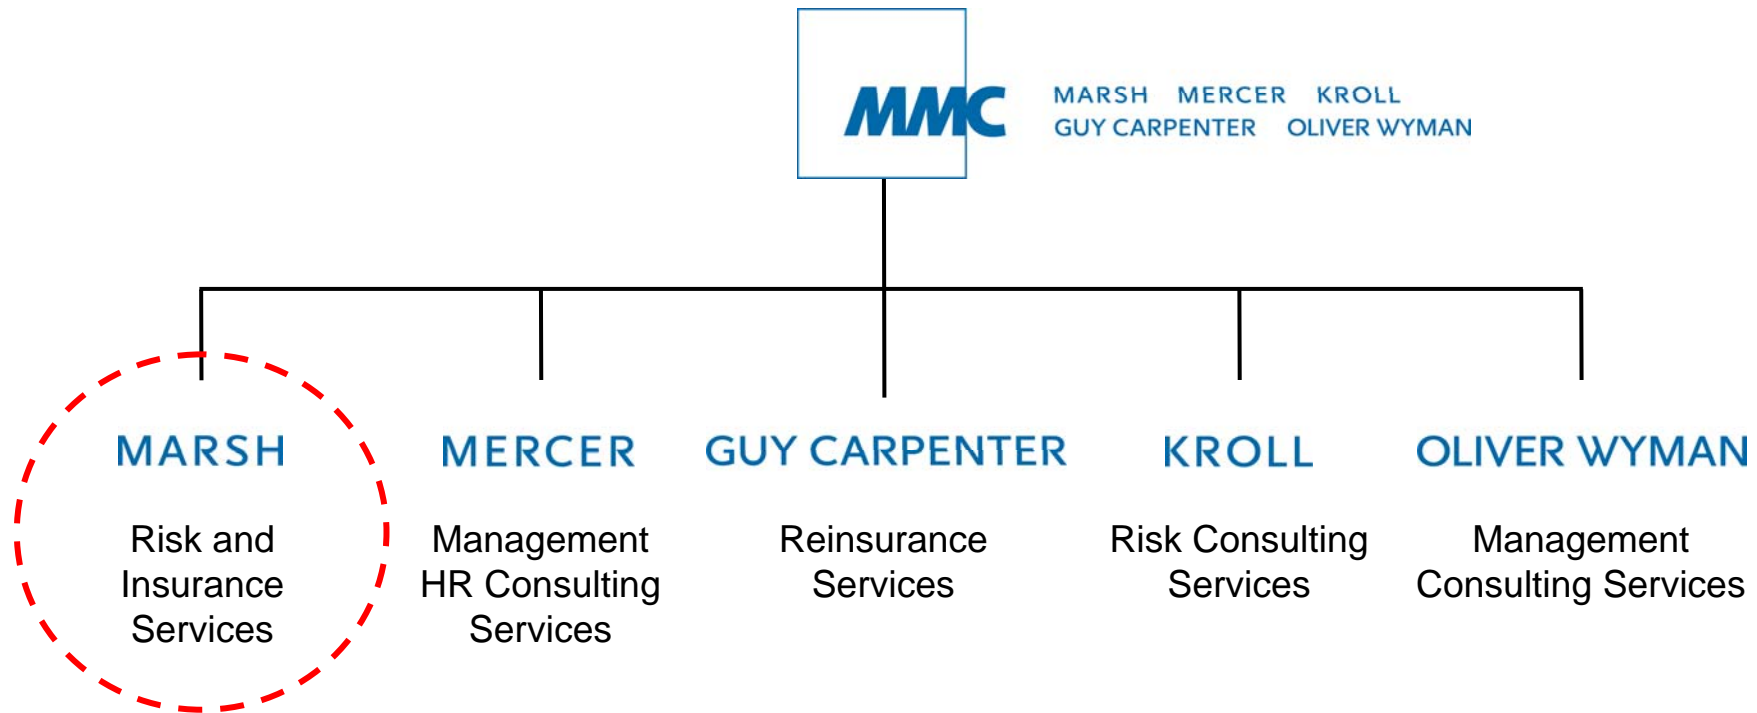 MMC
MARSH MERCER KROLL
GUY CARPENTER OLIVER WYMAN
MARSH
Risk and
Insurance
Services
MERCER
Management
HR Consulting
Services
GUY CARPENTER
Reinsurance
Services
KROLL
Risk Consulting
Services
OLIVER WYMAN
Management
Consulting Services